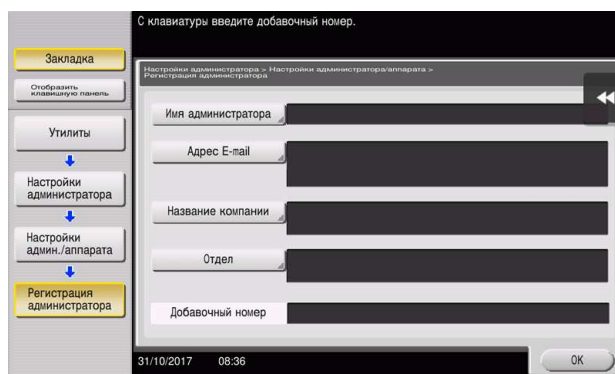 С клавиатуры введите добавочный номер.
Закладка
Отобразить
клавишную панель
Утилиты
Настройки
администратора
Настройки
админ./аппарата
Регистрация
администратора
Настройки администратора > Настройки администратора/аппарата >
Регистрация администратора
Имя администратора
Адрес E-mail
Название компании
Отдел
Добавочный номер
31/10/2017 08:36
OK